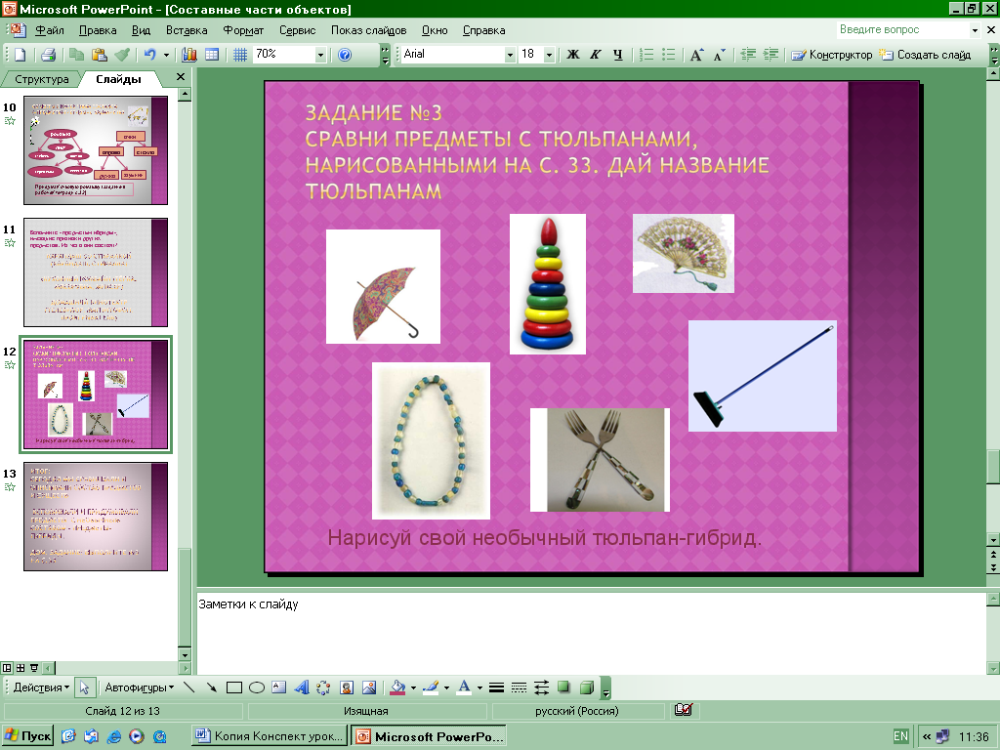 Microsoft PowerPoint - [Составные части объектов]
Файл Правка Вид Вставка Формат Сервис Показ слайдов Окно Справка Введите вопрос
70% Arial 18 Ж К Ч Конструктор Создать слайд
Структура Слайды
10
11
12
13
ЗАДАНИЕ №3
СРАВНИ ПРЕДМЕТЫ С ТЮЛЬПАНАМИ,
НАРИСОВАННЫМИ НА С. 33. ДАЙ НАЗВАНИЕ
ТЮЛЬПАНАМ
Нарисуй свой необычный тюльпан-гибрид.
Заметки к слайду
Действия Автофигуры
Слайд 12 из 13 Изящная русский (Россия)
Пуск Копия Конспект урок... Microsoft PowerPo... EN 11:36